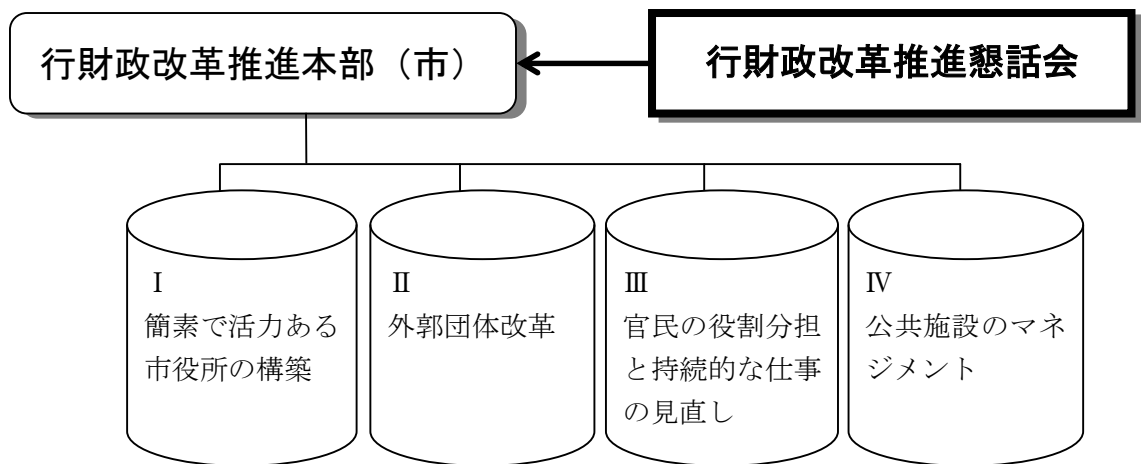 行財政改革推進本部（市）
行財政改革推進懇話会
Ⅰ
簡素で活力ある
市役所の構築
Ⅱ
外郭団体改革
Ⅲ
官民の役割分担
と持続的な仕事
の見直し
Ⅳ
公共施設のマネ
ジメント